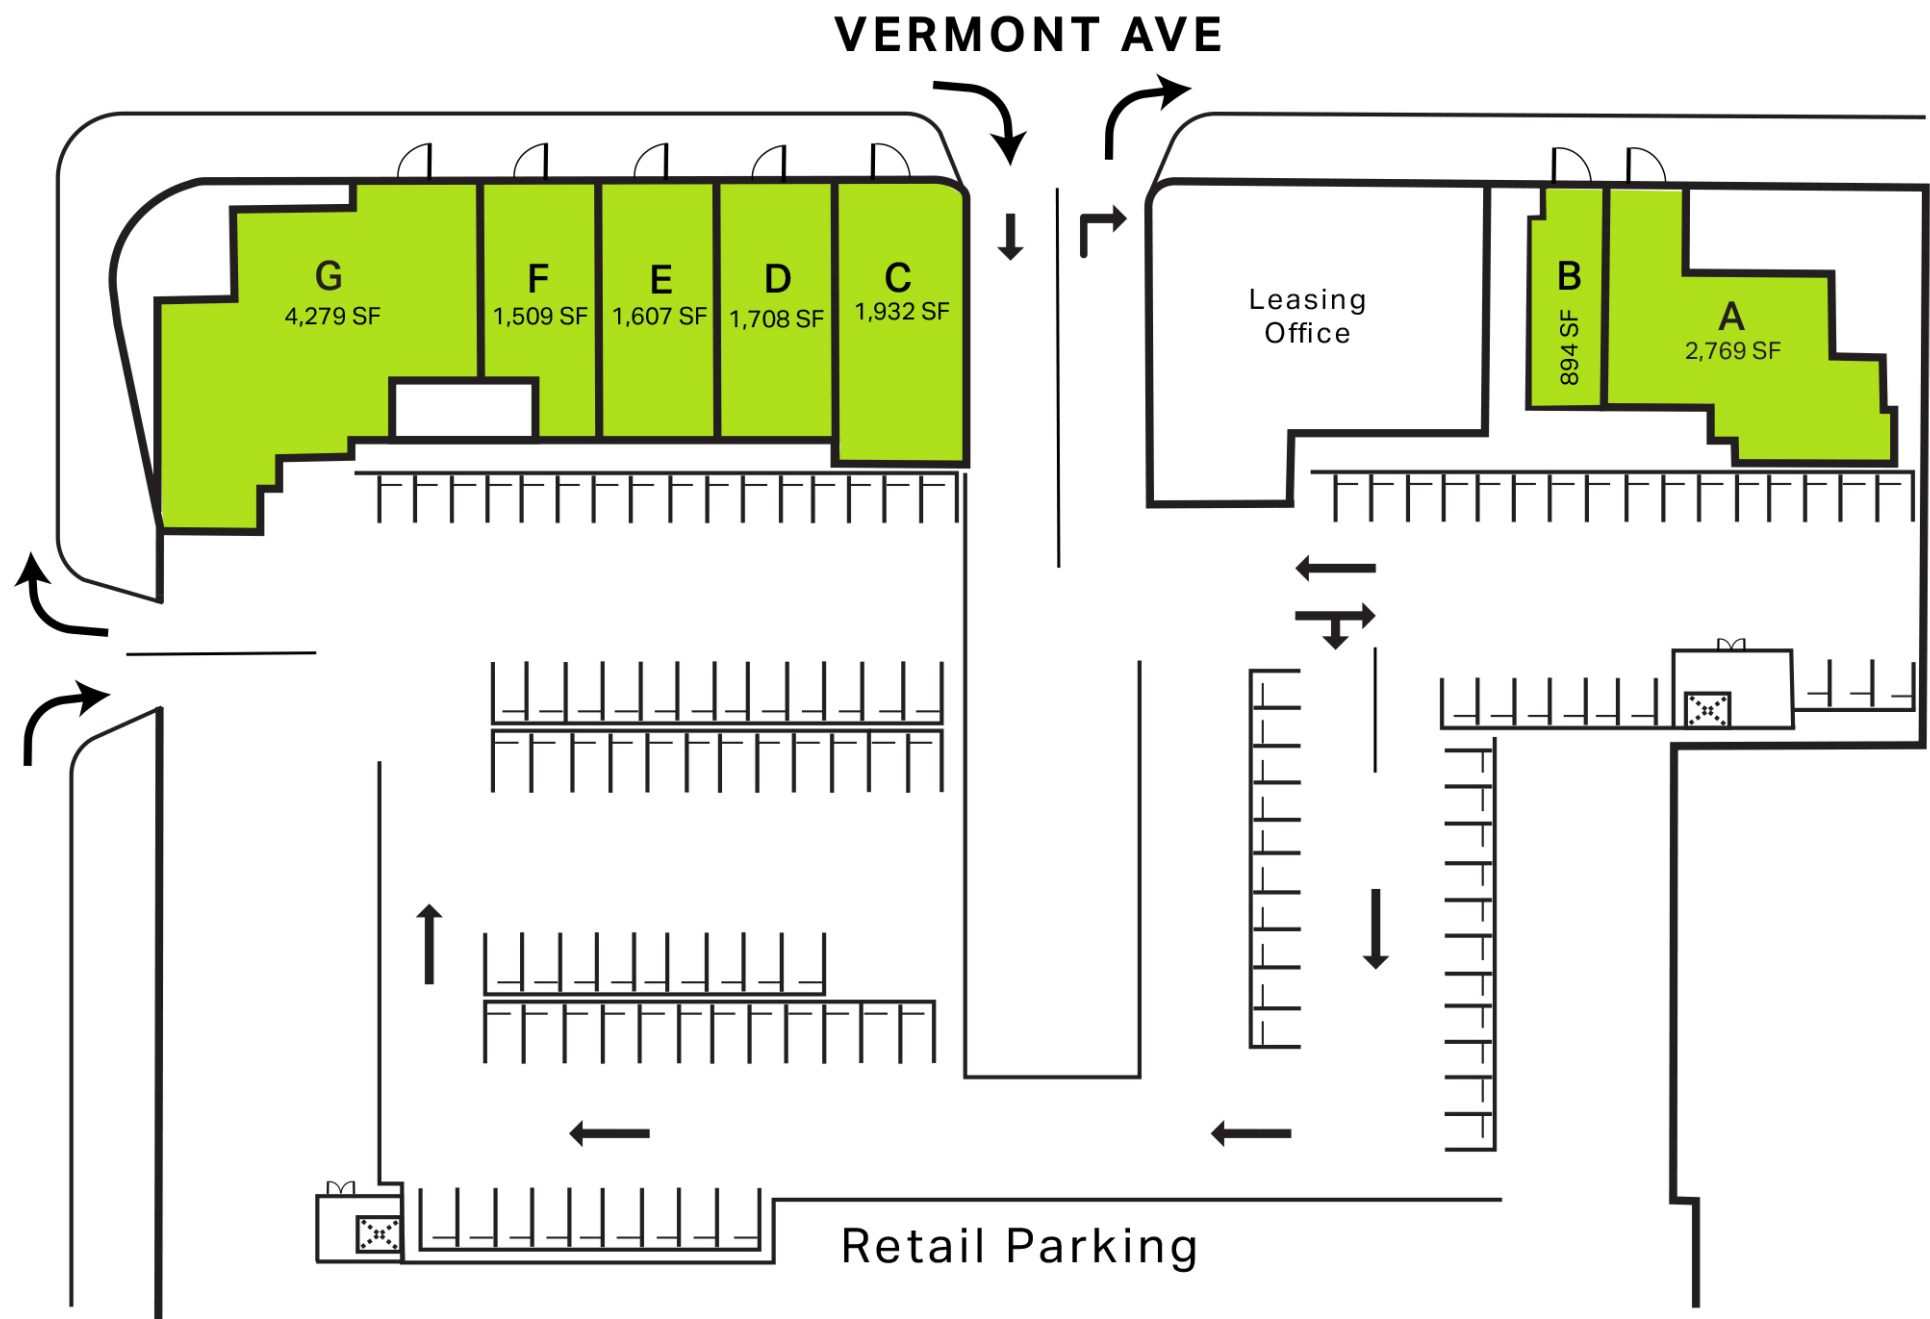 VERMONT AVE
G
4,279 SF
F
1,509 SF
E
1,607 SF
D
1,708 SF
C
1,932 SF
Leasing
Office
B
894 SF
A
2,769 SF
Retail Parking